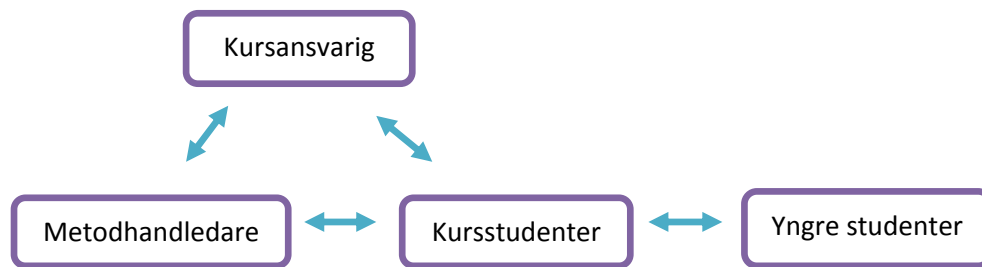 Kursansvarig
Metodhandledare
Kursstudenter
Yngre studenter